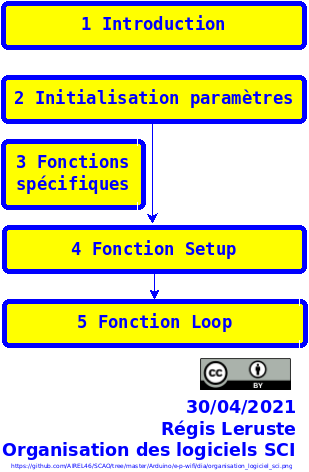 1 Introduction
2 Initialisation paramètres
3 Fonctions
spécifiques
4 Fonction Setup
5 Fonction Loop
cc
BY
30/04/2021
Régis Leruste
Organisation des logiciels SCI
https://github.com/AIREL46/SCAO/tree/master/Arduino/e-p-wifi/dia/organisation_logiciel_sci.png